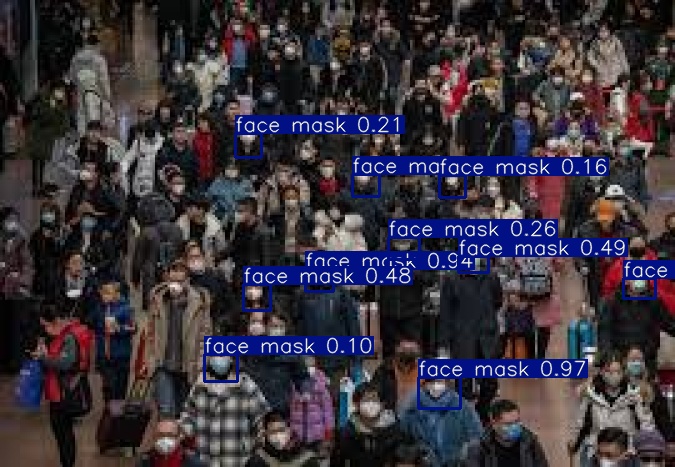 face mask 0.21
face ma
face mask 0.16
face mask 0.26
face mask 0.49
face mask 0.94
face
face mask 0.48
face mask 0.10
face mask 0.97